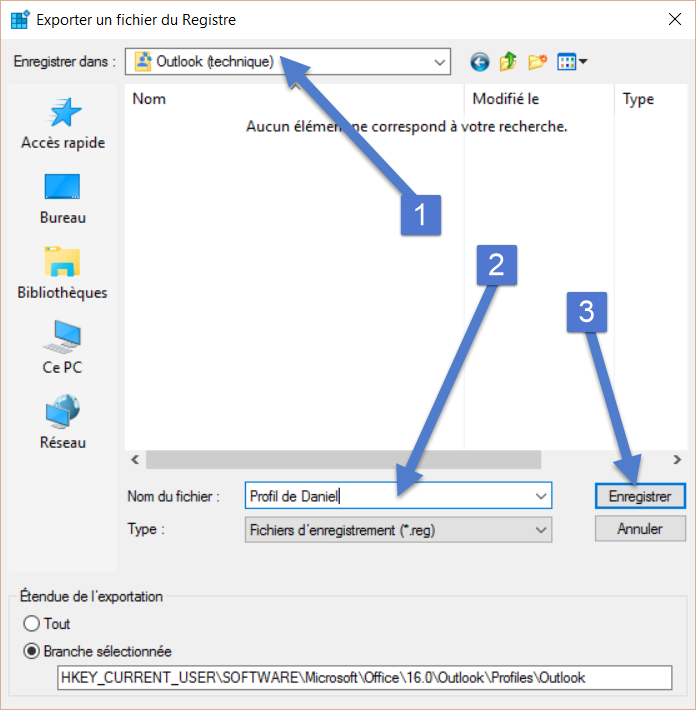 Exporter un fichier du Registre
Enregistrer dans :
Outlook (technique)
Nom
Modifié le
Type
Aucun élément ne correspond à votre recherche.
Accès rapide
Bureau
Bibliothèques
Ce PC
Réseau
1
2
3
Nom du fichier :
Profil de Daniel
Enregistrer
Type :
Fichiers d'enregistrement (*.reg)
Annuler
Étendue de l'exportation
Tout
Branche sélectionnée
HKEY_CURRENT_USER\SOFTWARE\Microsoft\Office\16.0\Outlook\Profiles\Outlook